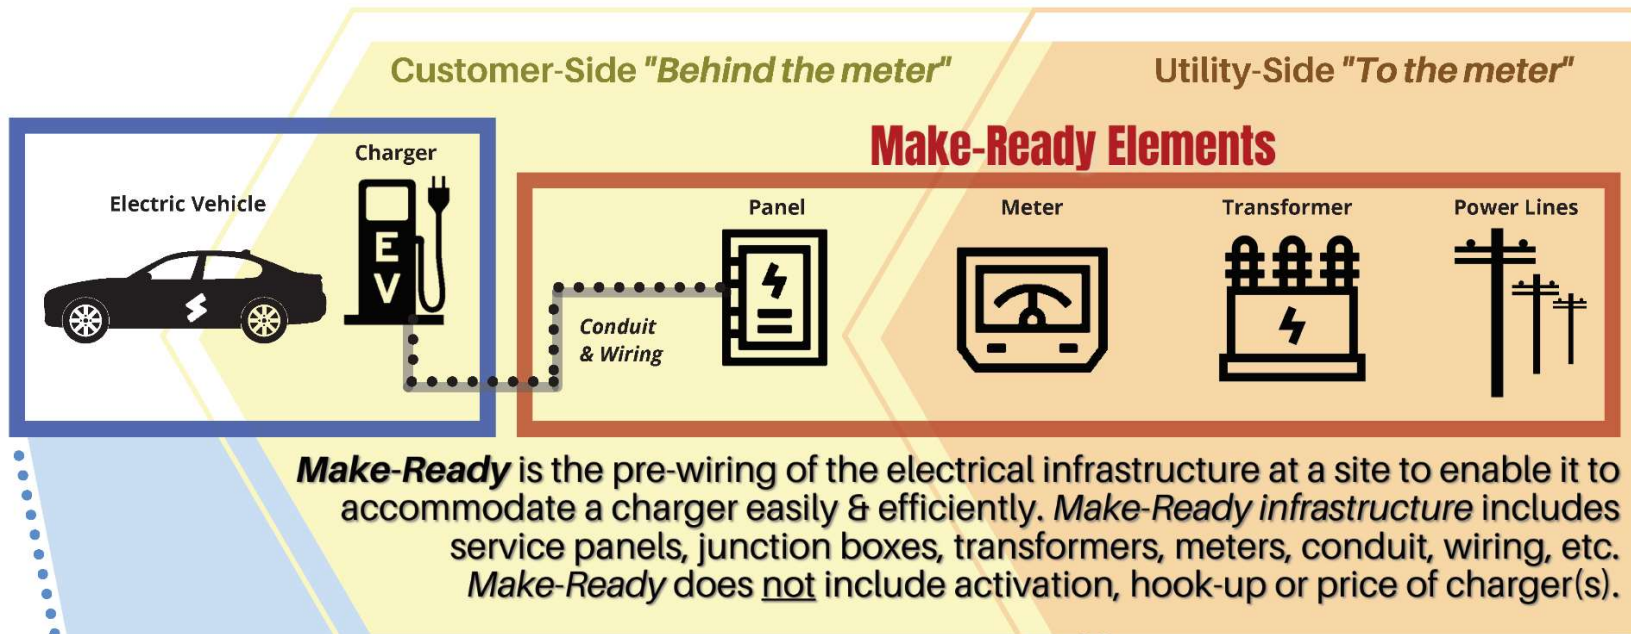 Customer-Side "Behind the meter"
Utility-Side "To the meter"
Make-Ready Elements
Charger
Electric Vehicle
E
V
Panel
Meter
Transformer
Power Lines
Conduit
& Wiring
Make-Ready is the pre-wiring of the electrical infrastructure at a site to enable it to
accommodate a charger easily & efficiently. Make-Ready infrastructure includes
service panels, junction boxes, transformers, meters, conduit, wiring, etc.
Make-Ready does not include activation, hook-up or price of charger(s).